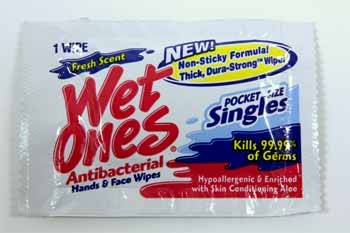 1 WIPE
Fresh Scent
NEW!
Non-Sticky Formula!
Thick, Dura-Strong™ Wipes
Wet
Ones®
Antibacterial
Hands & Face Wipes
POCKET SIZE
Singles
Kills 99.99%
of Germs
Hypoallergenic & Enriched
with Skin Conditioning Aloe